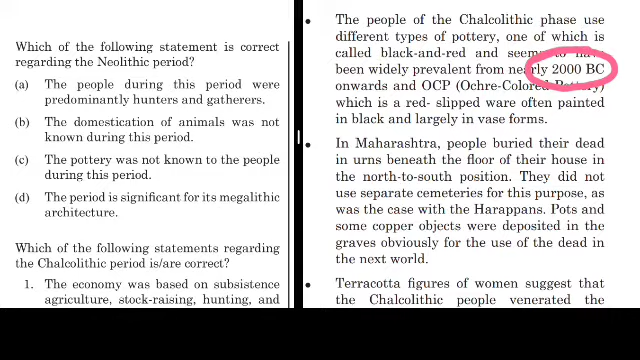 Which of the following statement is correct
regarding the Neolithic period?
(a) The people during this period were
predominantly hunters and gatherers.
(b) The domestication of animals was not
known during this period.
(c) The pottery was not known to the people
during this period.
(d) The period is significant for its megalithic
architecture.
Which of the following statements regarding
the Chalcolithic period is/are correct?
1. The economy was based on subsistence
agriculture, stock-raising, hunting, and
• The people of the Chalcolithic phase use
different types of pottery, one of which is
called black-and-red and seems to have
been widely prevalent from nearly 2000 BC
onwards and OCP (Ochre-Colored Pottery)
which is a red- slipped ware often painted
in black and largely in vase forms.
• In Maharashtra, people buried their dead
in urns beneath the floor of their house in
the north-to-south position. They did not
use separate cemeteries for this purpose,
as was the case with the Harappans. Pots and
some copper objects were deposited in the
graves obviously for the use of the dead in
the next world.
• Terracotta figures of women suggest that
the Chalcolithic people venerated the